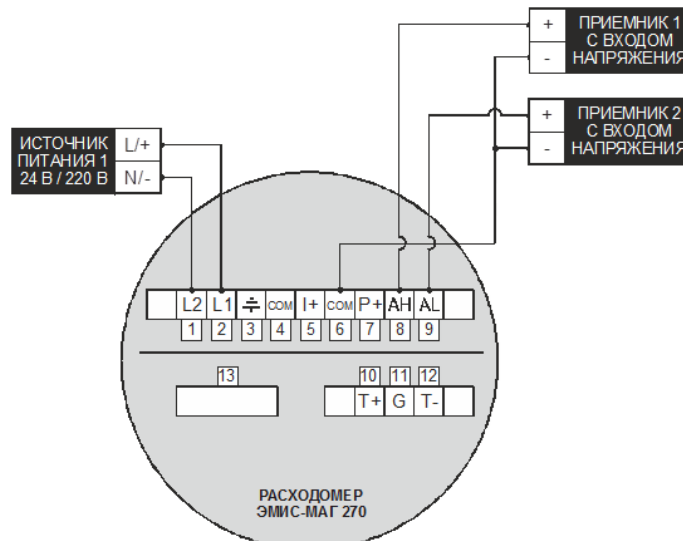 +
ПРИЕМНИК 1
С ВХОДОМ
-
НАПРЯЖЕНИЯ
+
ПРИЕМНИК 2
С ВХОДОМ
-
НАПРЯЖЕНИЯ
ИСТОЧНИК
ПИТАНИЯ 1
24 В / 220 В
L/+
N/-
L2 L1 COM I+ COM P+ AH AL
1 2 3 4 5 6 7 8 9
13 10 11 12
T+ G T-
РАСХОДОМЕР
ЭМИС-МАГ 270